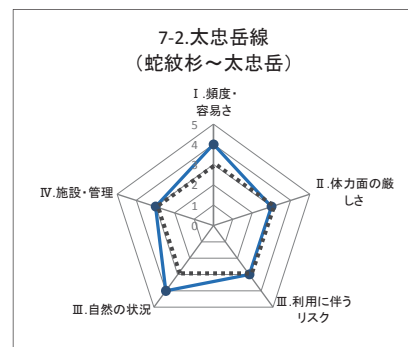 7-2.太忠岳線
（蛇紋杉～太忠岳）
Ⅰ.頻度・
容易さ
5
4
3
2
1
0
Ⅱ.体力面の厳
しさ
Ⅲ.利用に伴う
リスク
Ⅲ.自然の状況
Ⅳ.施設・管理